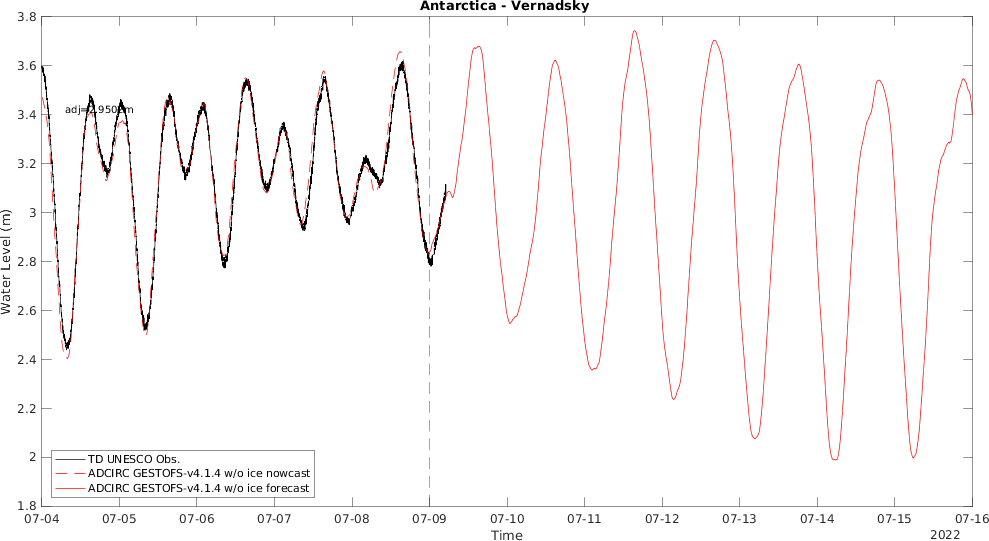 Antarctica - Vernadsky
3.8
3.6
3.4
3.2
3
2.8
2.6
2.4
2.2
2
1.8
Water Level (m)
TD UNESCO Obs.
ADCIRC GESTOFS-v4.1.4 w/o ice nowcast
ADCIRC GESTOFS-v4.1.4 w/o ice forecast
07-04 07-05 07-06 07-07 07-08 07-09 07-10 07-11 07-12 07-13 07-14 07-15 07-16
Time
2022